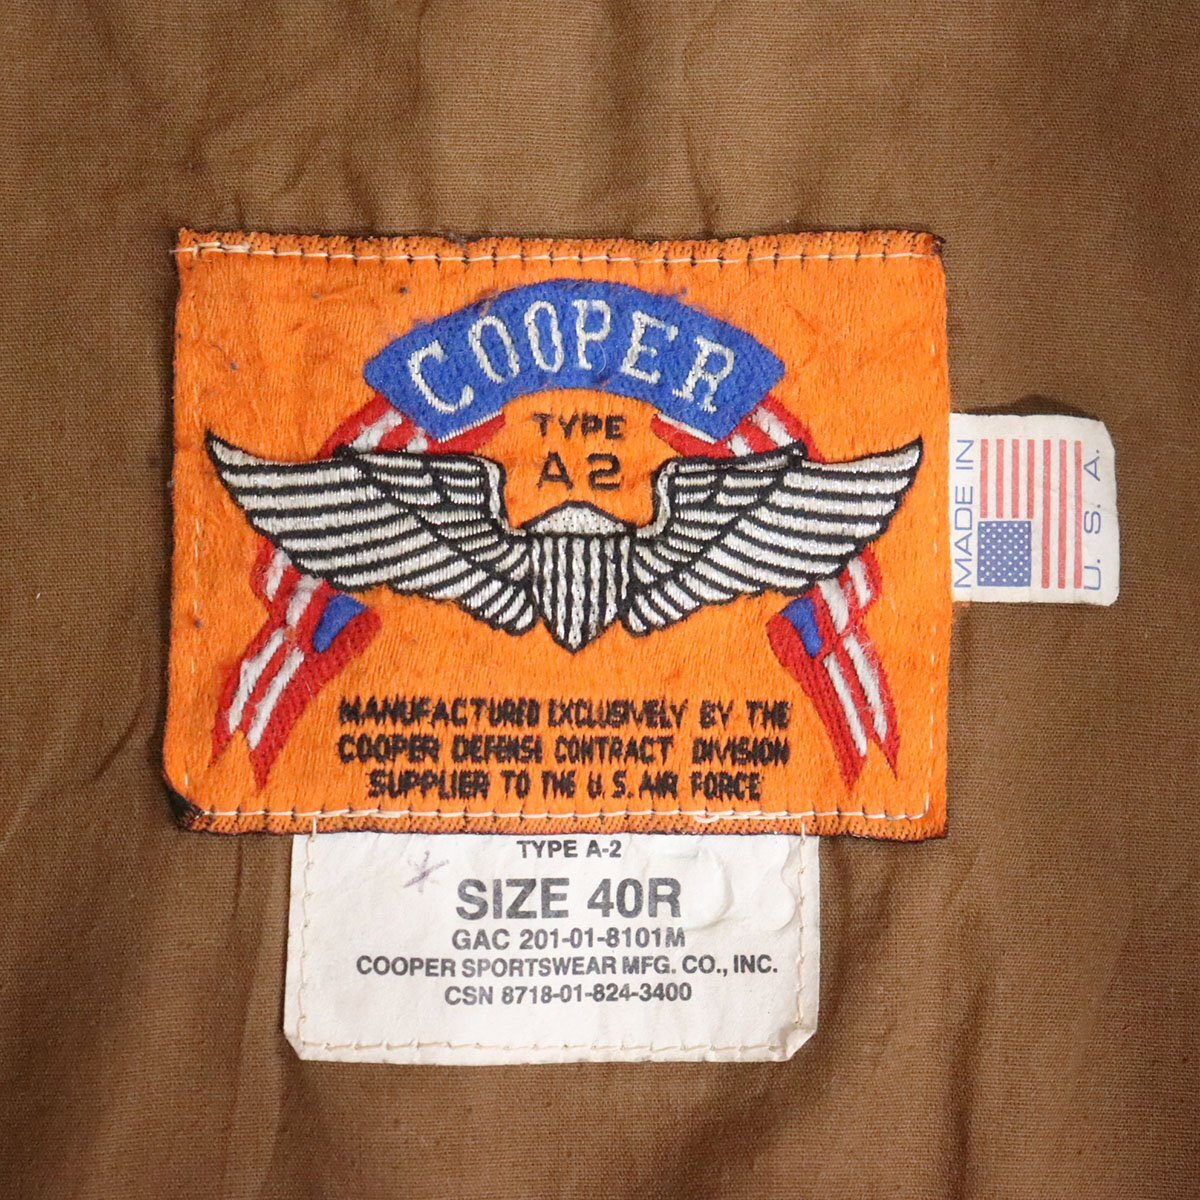 COOPER
TYPE
A2
MANUFACTURED EXCLUSIVELY BY THE
COOPER DEFENSE CONTRACT DIVISION
SUPPLIER TO THE U.S. AIR FORCE
MADE IN
U.S.A.
TYPE A-2
SIZE 40R
GAC 201-01-8101M
COOPER SPORTSWEAR MFG. CO., INC.
CSN 8718-01-824-3400